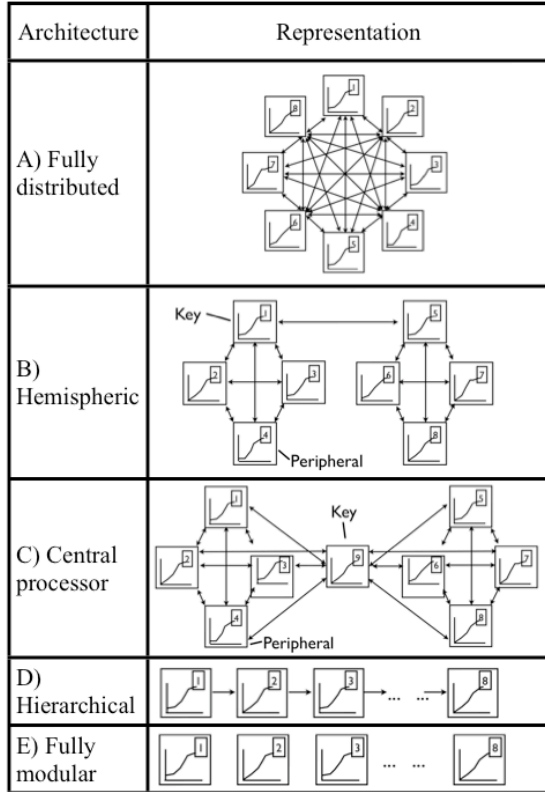 Architecture Representation
A) Fully
distributed
1
8 2
7 3
6 4
5
B)
Hemispheric
Key
1 5
2 3 6 7
4 8
Peripheral
C) Central
processor
Key
1 5
2 3 9 6 7
4 8
Peripheral
D)
Hierarchical
1 2 3 ... ... 8
E) Fully
modular
1 2 3 ... ... 8